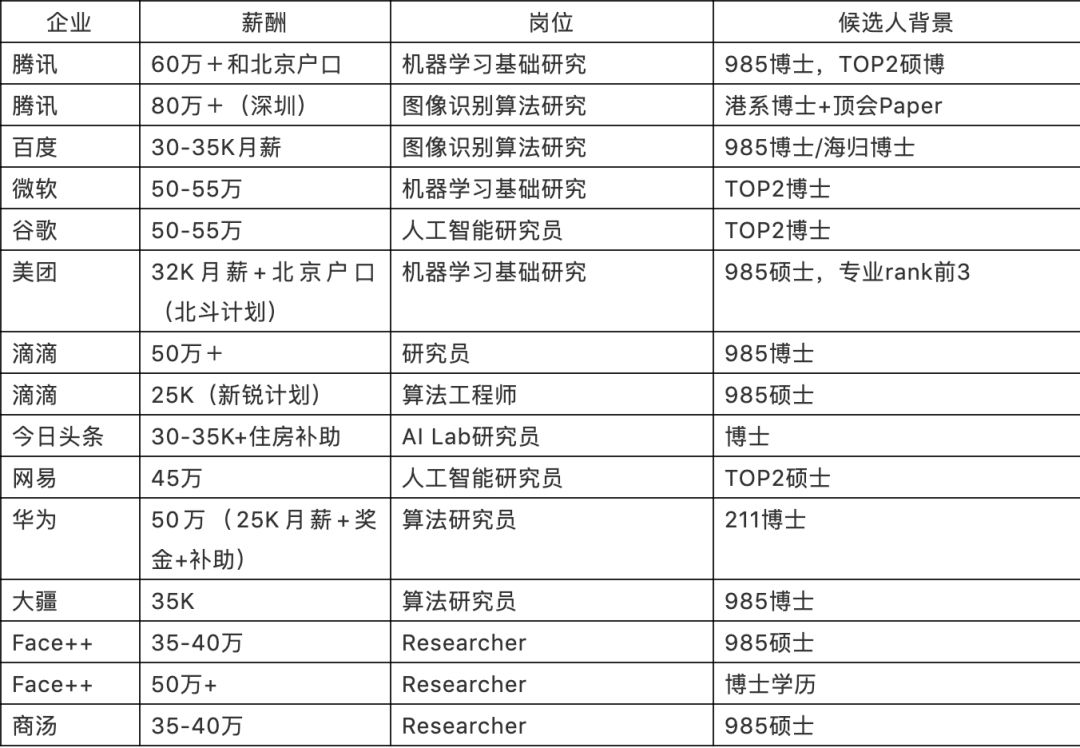 企业 薪酬 岗位 候选人背景
腾讯 60万＋和北京户口 机器学习基础研究 985博士，TOP2硕博
腾讯 80万＋（深圳） 图像识别算法研究 港系博士+顶会Paper
百度 30-35K月薪 图像识别算法研究 985博士/海归博士
微软 50-55万 机器学习基础研究 TOP2博士
谷歌 50-55万 人工智能研究员 TOP2博士
美团 32K月薪+北京户口 机器学习基础研究 985硕士，专业rank前3
（北斗计划）
滴滴 50万＋ 研究员 985博士
滴滴 25K（新锐计划） 算法工程师 985硕士
今日头条 30-35K+住房补助 AI Lab研究员 博士
网易 45万 人工智能研究员 TOP2硕士
华为 50万（25K月薪+奖 算法研究员 211博士
金+补助）
大疆 35K 算法研究员 985博士
Face++ 35-40万 Researcher 985硕士
Face++ 50万+ Researcher 博士学历
商汤 35-40万 Researcher 985硕士